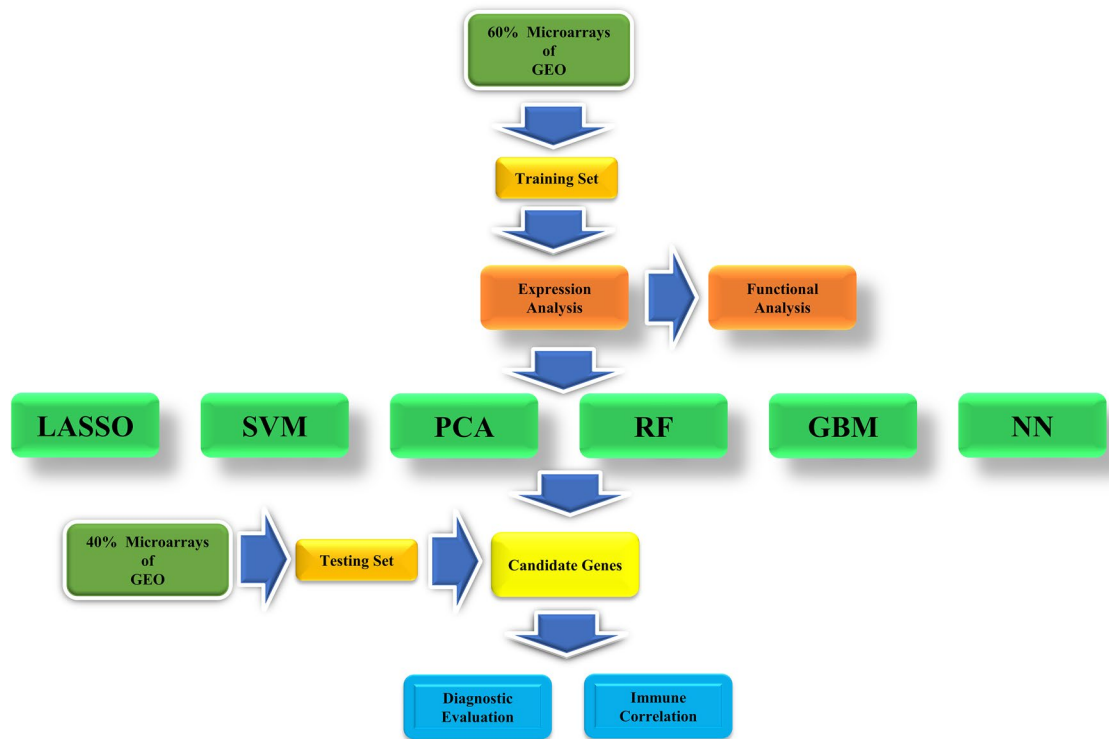 60% Microarrays
of
GEO
Training Set
Expression
Analysis
Functional
Analysis
LASSO
SVM
PCA
RF
GBM
NN
40% Microarrays
of
GEO
Testing Set
Candidate Genes
Diagnostic
Evaluation
Immune
Correlation